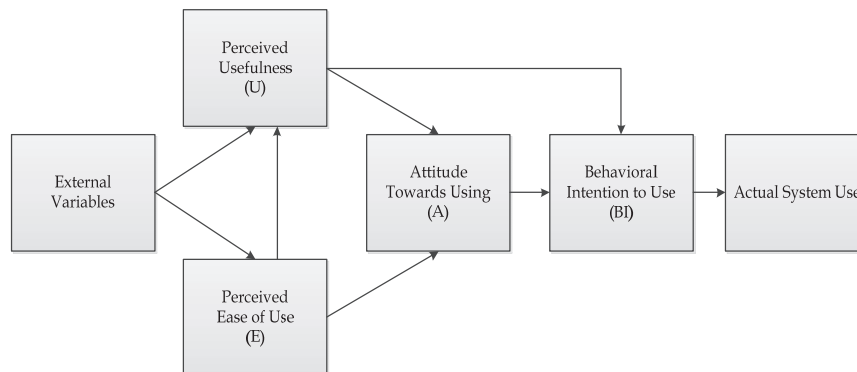 Perceived
Usefulness
(U)
External
Variables
Attitude
Towards Using
(A)
Behavioral
Intention to Use
(BI)
Actual System Use
Perceived
Ease of Use
(E)